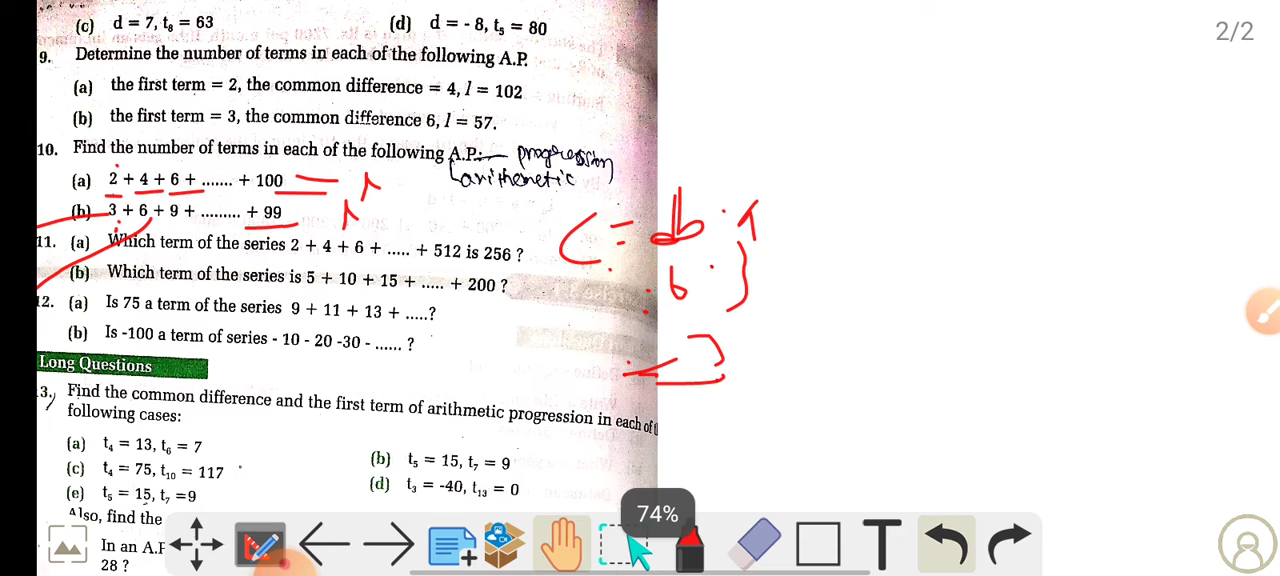 2/2
(c) d = 7, t₈ = 63 (d) d = - 8, t₅ = 80
9. Determine the number of terms in each of the following A.P.
(a) the first term = 2, the common difference = 4, l = 102
(b) the first term = 3, the common difference 6, l = 57.
10. Find the number of terms in each of the following A.P.:— progression
arithenetic
(a) 2 + 4 + 6 + ....... + 100
(b) 3 + 6 + 9 + ......... + 99
11. (a) Which term of the series 2 + 4 + 6 + ..... + 512 is 256 ?
(b) Which term of the series is 5 + 10 + 15 + ..... + 200 ?
12. (a) Is 75 a term of the series 9 + 11 + 13 + .....?
(b) Is -100 a term of series - 10 - 20 -30 - ...... ?
Long Questions
3. Find the common difference and the first term of arithmetic progression in each of
following cases:
(a) t₄ = 13, t₆ = 7 (b) t₅ = 15, t₇ = 9
(c) t₄ = 75, t₁₀ = 117 (d) t₃ = -40, t₁₃ = 0
(e) t₅ = 15, t₇ =9
Also, find the
In an A.P
28 ?
74%
T